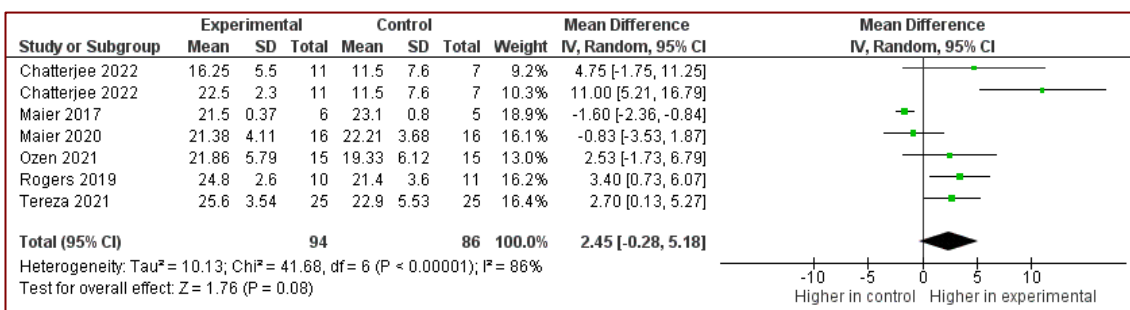 Experimental Control Mean Difference Mean Difference
Study or Subgroup Mean SD Total Mean SD Total Weight IV, Random, 95% CI IV, Random, 95% CI
Chatterjee 2022 16.25 5.5 11 11.5 7.6 7 9.2% 4.75 [-1.75, 11.25]
Chatterjee 2022 22.5 2.3 11 11.5 7.6 7 10.3% 11.00 [5.21, 16.79]
Maier 2017 21.5 0.37 6 23.1 0.8 5 18.9% -1.60 [-2.36, -0.84]
Maier 2020 21.38 4.11 16 22.21 3.68 16 16.1% -0.83 [-3.53, 1.87]
Ozen 2021 21.86 5.79 15 19.33 6.12 15 13.0% 2.53 [-1.73, 6.79]
Rogers 2019 24.8 2.6 10 21.4 3.6 11 16.2% 3.40 [0.73, 6.07]
Tereza 2021 25.6 3.54 25 22.9 5.53 25 16.4% 2.70 [0.13, 5.27]
Total (95% CI) 94 86 100.0% 2.45 [-0.28, 5.18]
Heterogeneity: Tau² = 10.13; Chi² = 41.68, df = 6 (P < 0.00001); I² = 86%
Test for overall effect: Z = 1.76 (P = 0.08)
-10 -5 0 5 10
Higher in control Higher in experimental